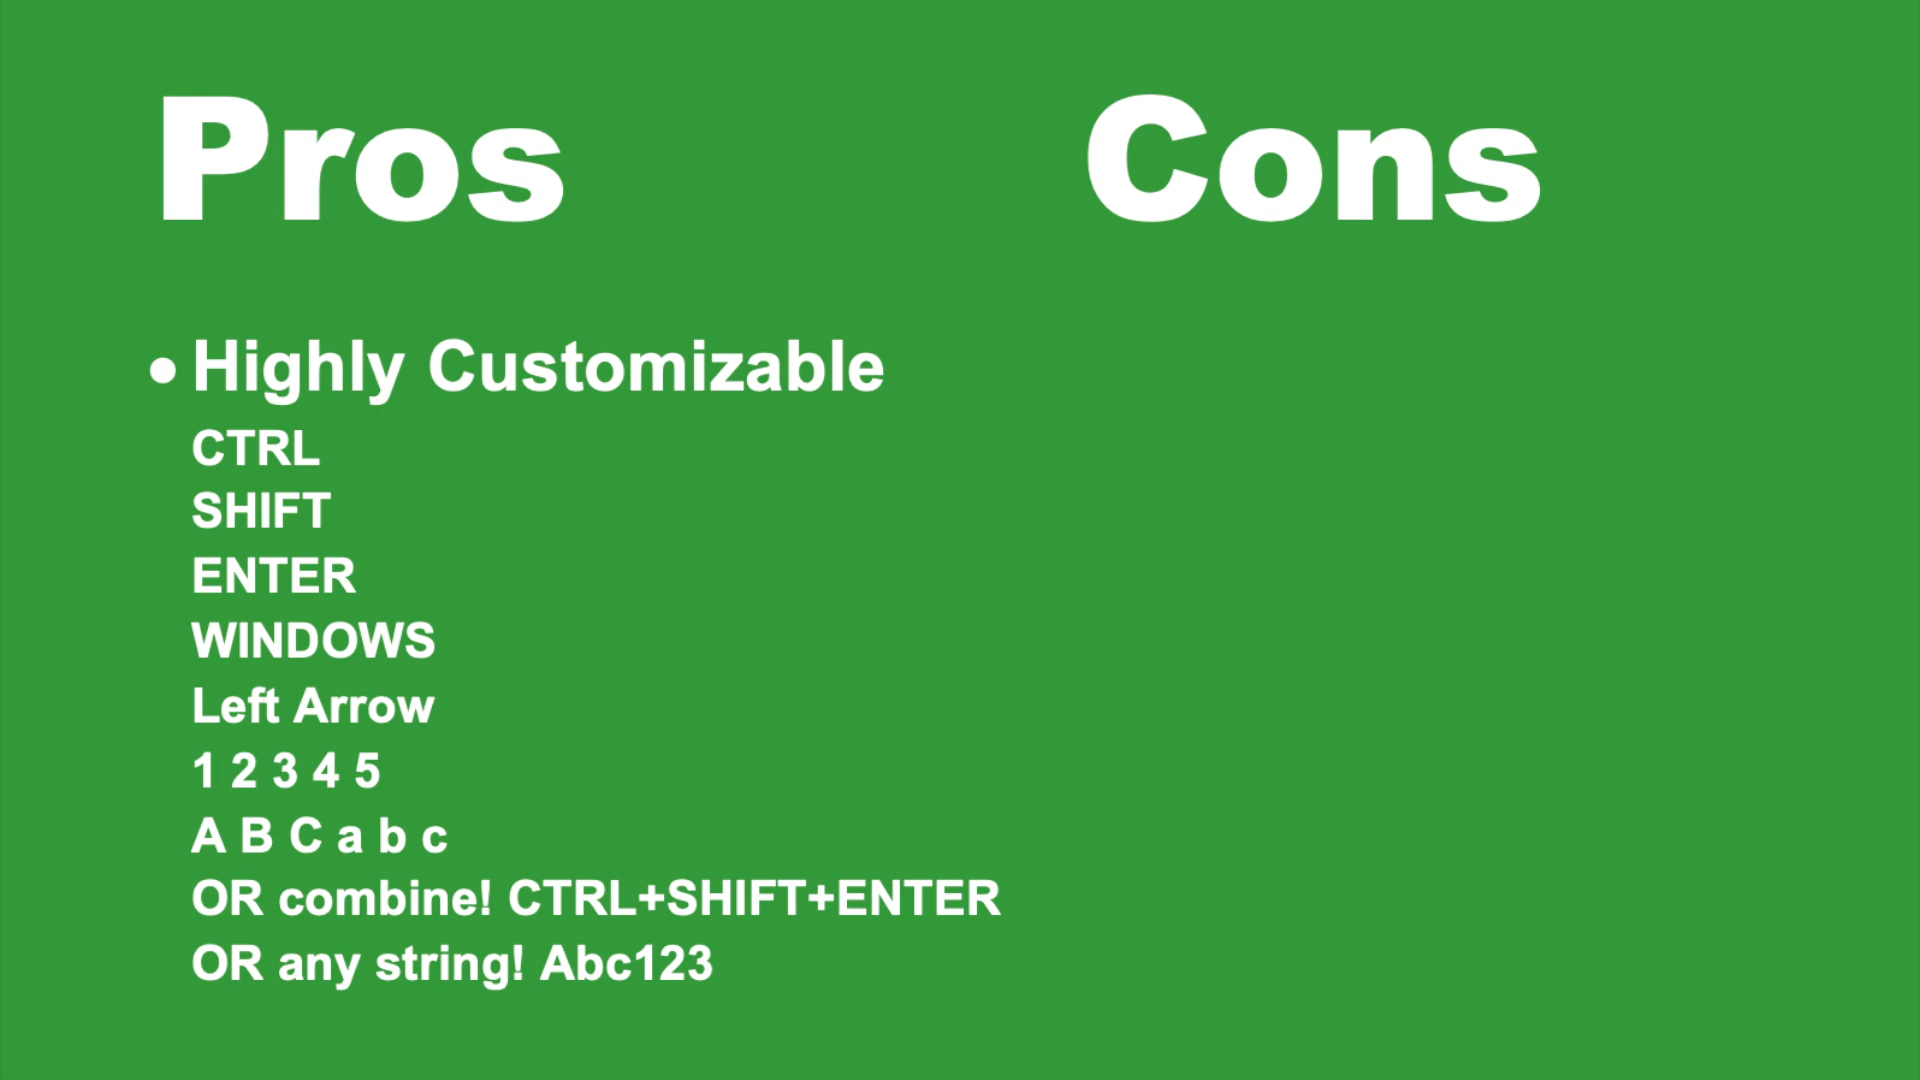 Pros
Cons
• Highly Customizable
CTRL
SHIFT
ENTER
WINDOWS
Left Arrow
1 2 3 4 5
A B C a b c
OR combine! CTRL+SHIFT+ENTER
OR any string! Abc123